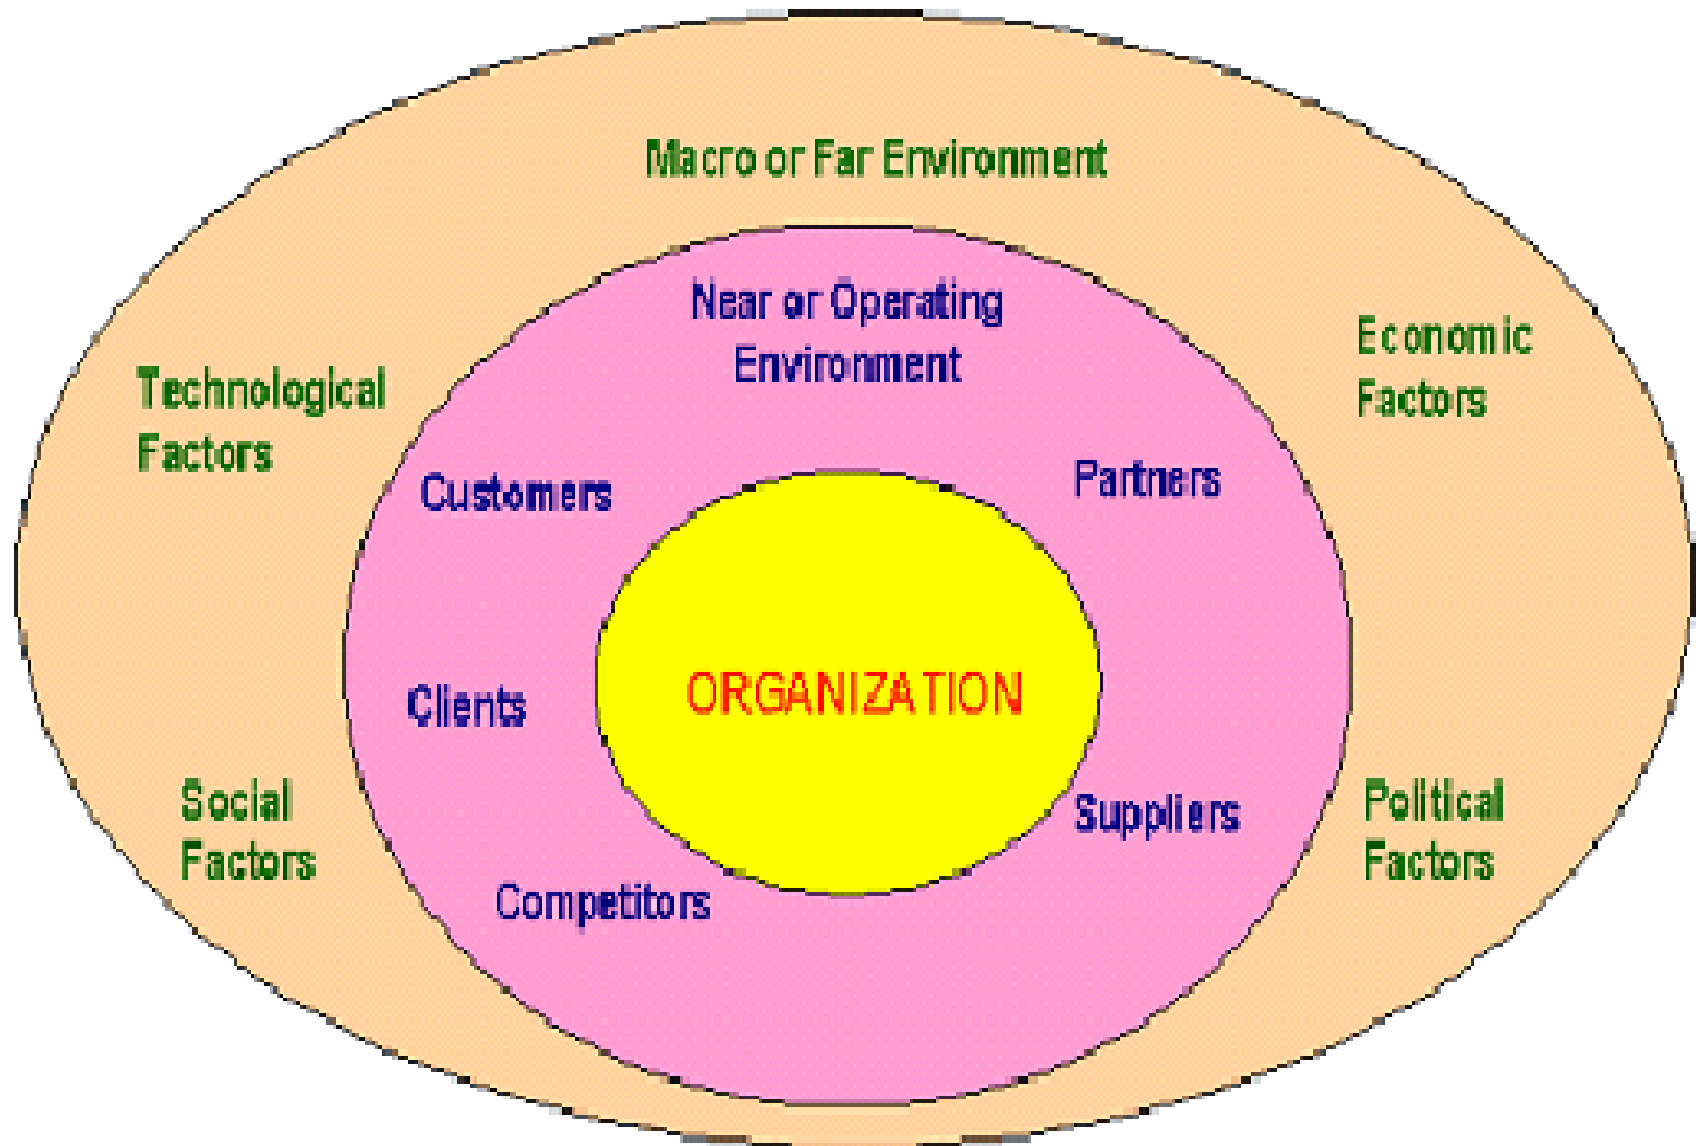 Macro or Far Environment
Near or Operating
Environment
Economic
Factors
Technological
Factors
Customers
Partners
ORGANIZATION
Clients
Social
Factors
Suppliers
Political
Factors
Competitors